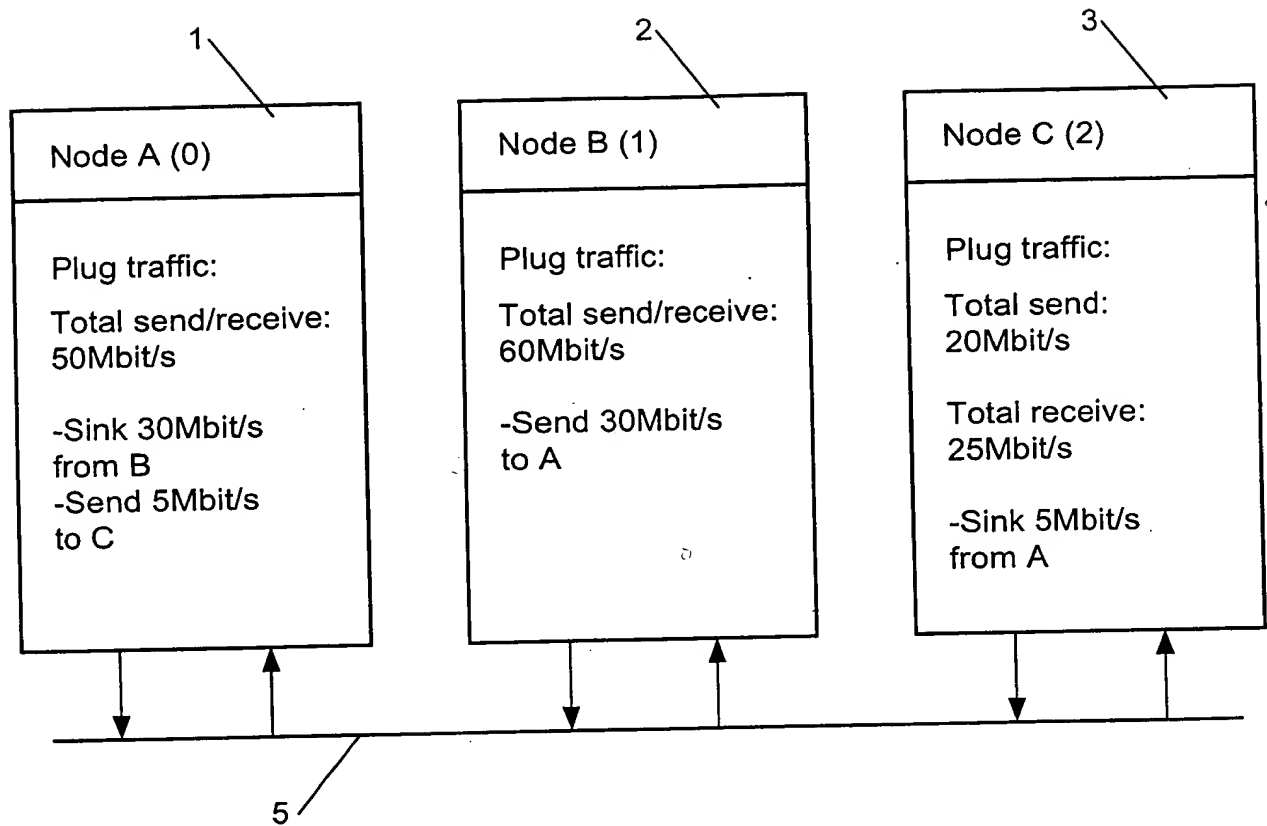 1
2
3
Node A (0)
Plug traffic:
Total send/receive:
50Mbit/s
-Sink 30Mbit/s
from B
-Send 5Mbit/s
to C
Node B (1)
Plug traffic:
Total send/receive:
60Mbit/s
-Send 30Mbit/s
to A
Node C (2)
Plug traffic:
Total send:
20Mbit/s
Total receive:
25Mbit/s
-Sink 5Mbit/s
from A
5